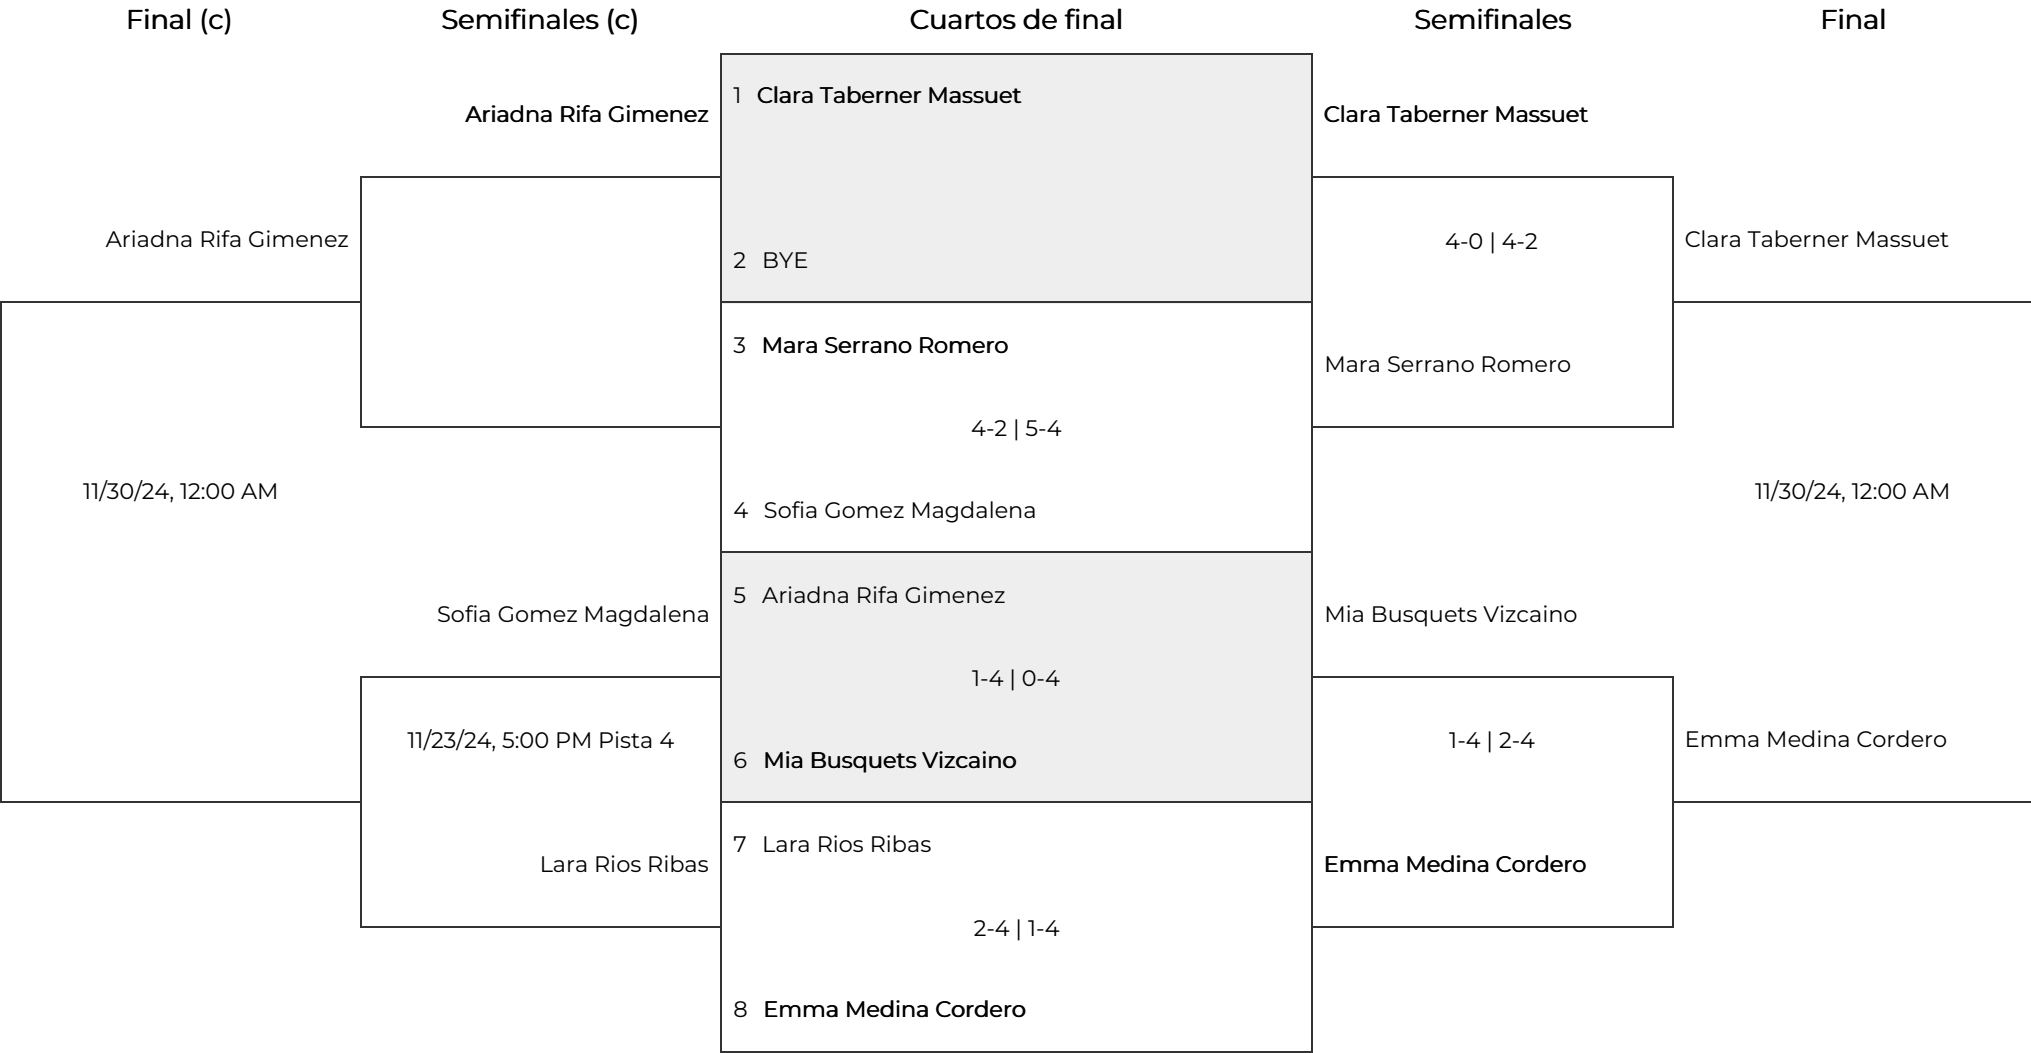 Final (c)
Semifinales (c)
Cuartos de final
Semifinales
Final
Ariadna Rifa Gimenez
11/30/24, 12:00 AM
Ariadna Rifa Gimenez
Sofia Gomez Magdalena
11/23/24, 5:00 PM Pista 4
Lara Rios Ribas
1 Clara Taberner Massuet
2 BYE
3 Mara Serrano Romero
4-2 | 5-4
4 Sofia Gomez Magdalena
5 Ariadna Rifa Gimenez
1-4 | 0-4
6 Mia Busquets Vizcaino
7 Lara Rios Ribas
2-4 | 1-4
8 Emma Medina Cordero
Clara Taberner Massuet
4-0 | 4-2
Mara Serrano Romero
Mia Busquets Vizcaino
1-4 | 2-4
Emma Medina Cordero
Clara Taberner Massuet
11/30/24, 12:00 AM
Emma Medina Cordero